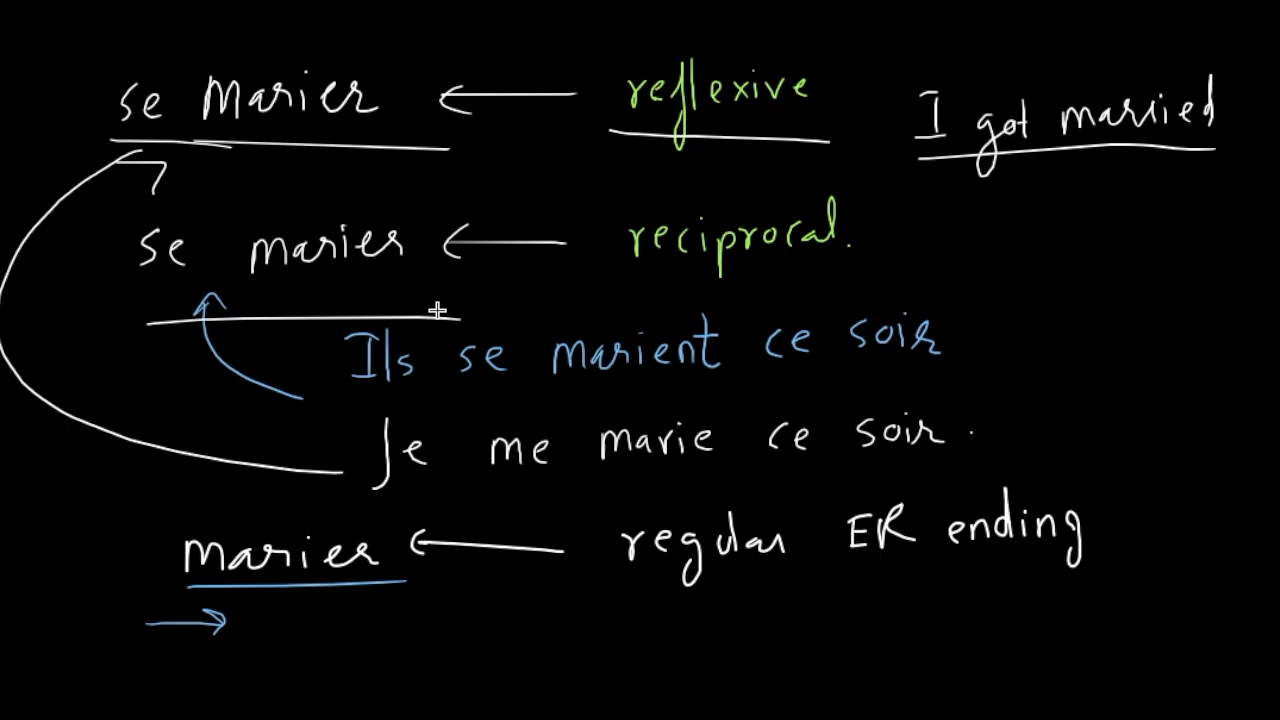 se Marier ← reflexive I got married
se marier ← reciprocal.
Ils se marient ce soir
Je me marie ce soir.
marier ← regular ER ending
→